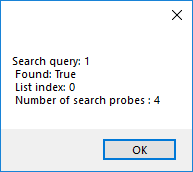 Search query: 1
Found: True
List index: 0
Number of search probes : 4
OK